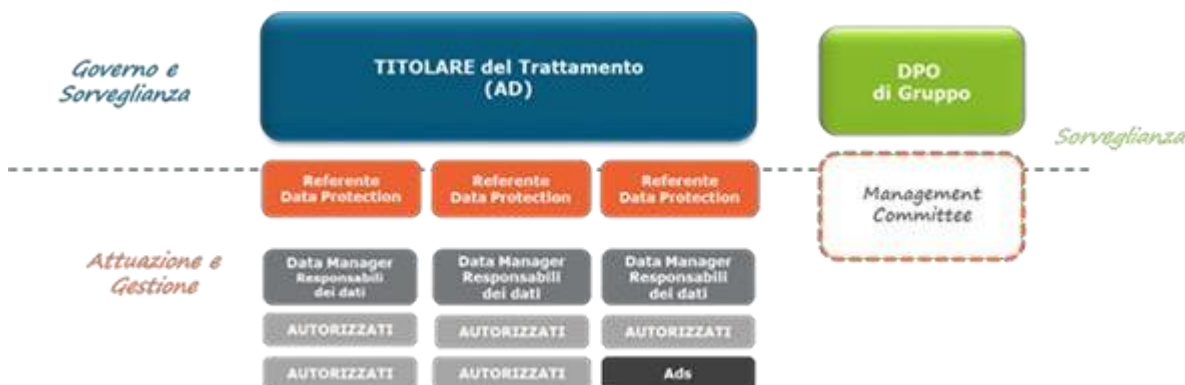 Governo e
Sorveglianza
TITOLARE del Trattamento
(AD)
DPO
di Gruppo
Sorveglianza
Referente
Data Protection
Referente
Data Protection
Referente
Data Protection
Management
Committee
Attuazione e
Gestione
Data Manager
Responsabili
dei dati
Data Manager
Responsabili
dei dati
Data Manager
Responsabili
dei dati
AUTORIZZATI
AUTORIZZATI
AUTORIZZATI
AUTORIZZATI
AUTORIZZATI
Ads